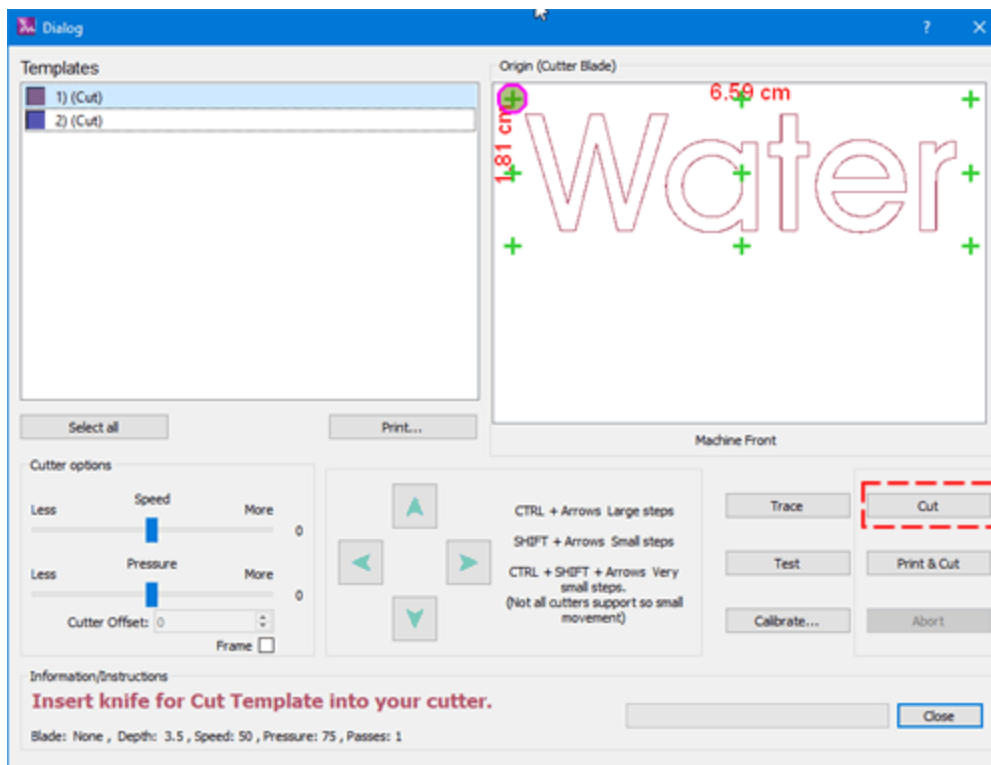 Dialog
Templates
1) (Cut)
2) (Cut)
Select all
Print...
Origin (Cutter Blade)
6.59 cm
1.81 cm
Water
Machine Front
Cutter options
Speed
Less
More
0
Pressure
Less
More
0
Cutter Offset: 0
Frame
CTRL + Arrows Large steps
SHIFT + Arrows Small steps
CTRL + SHIFT + Arrows Very
small steps.
(Not all cutters support so small
movement)
Trace
Test
Calibrate...
Cut
Print & Cut
Abort
Information/Instructions
Insert knife for Cut Template into your cutter.
Blade: None , Depth: 3.5 , Speed: 50 , Pressure: 75 , Passes: 1
Close